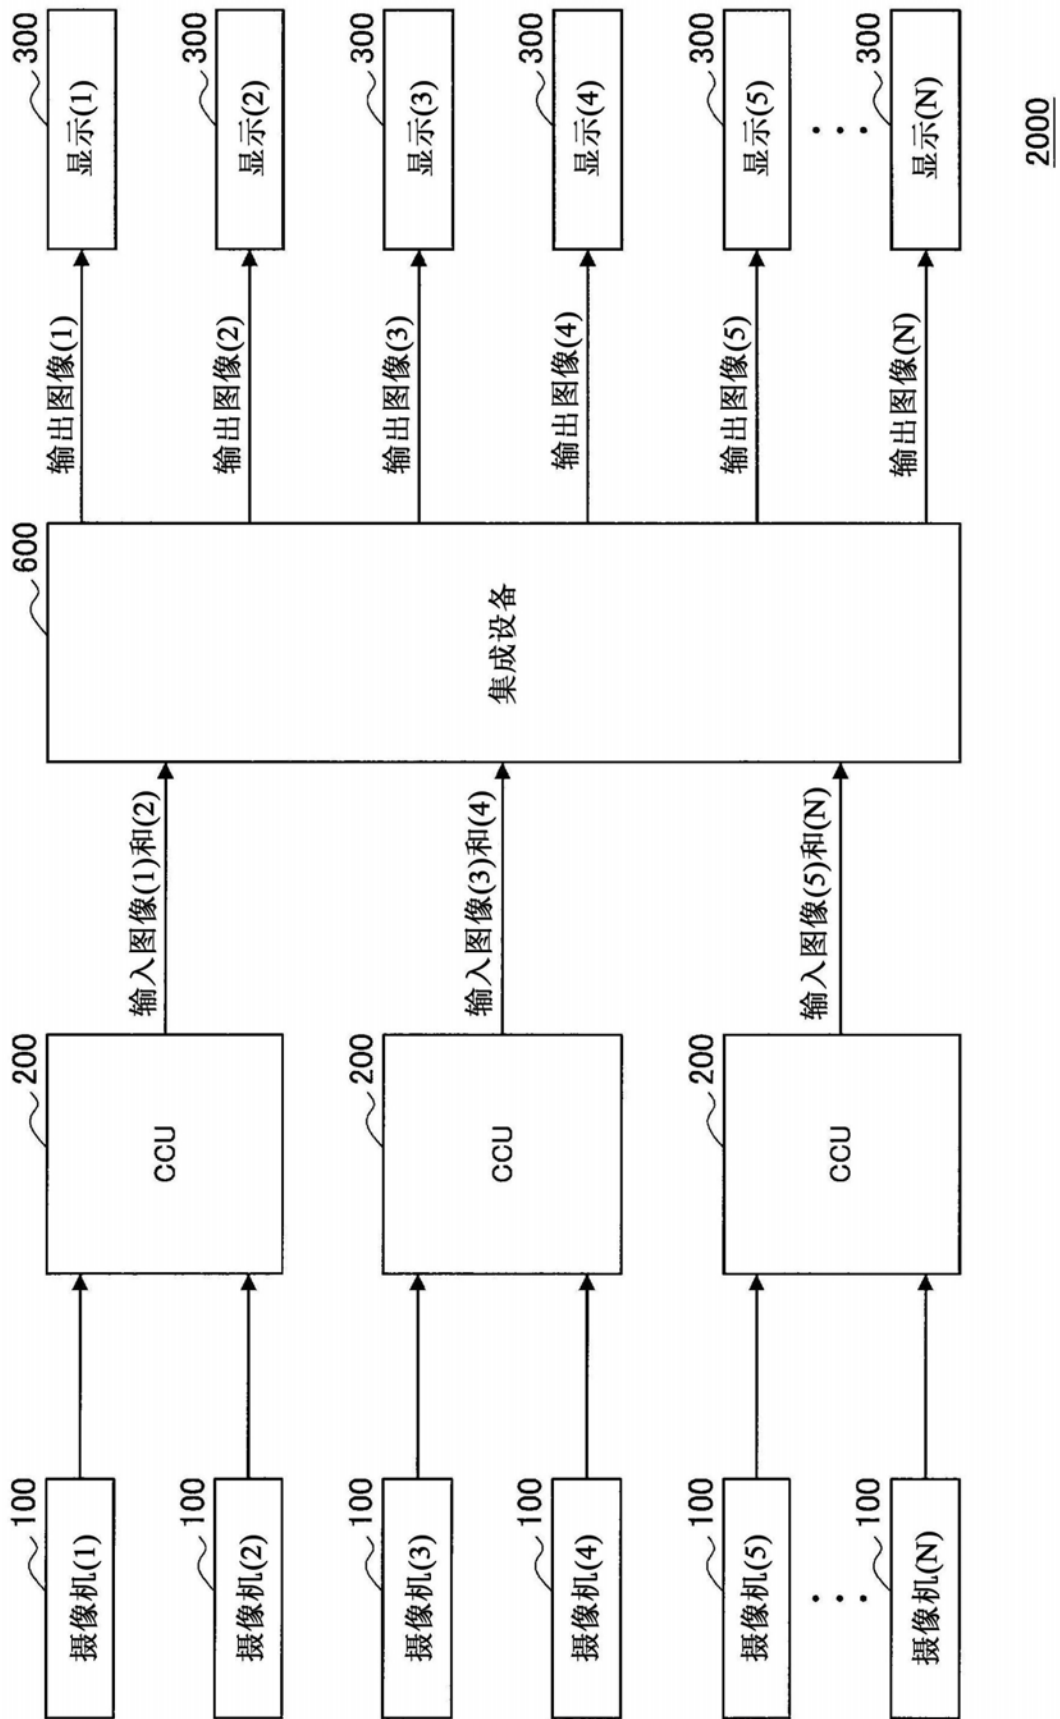 100
摄像机(1)
100
摄像机(2)
100
摄像机(3)
100
摄像机(4)
100
摄像机(5)
• • •
100
摄像机(N)
200
CCU
200
CCU
200
CCU
输入图像(1)和(2)
输入图像(3)和(4)
输入图像(5)和(N)
600
集成设备
输出图像(1)
输出图像(2)
输出图像(3)
输出图像(4)
输出图像(5)
输出图像(N)
300
显示(1)
300
显示(2)
300
显示(3)
300
显示(4)
300
显示(5)
• • •
300
显示(N)
2000